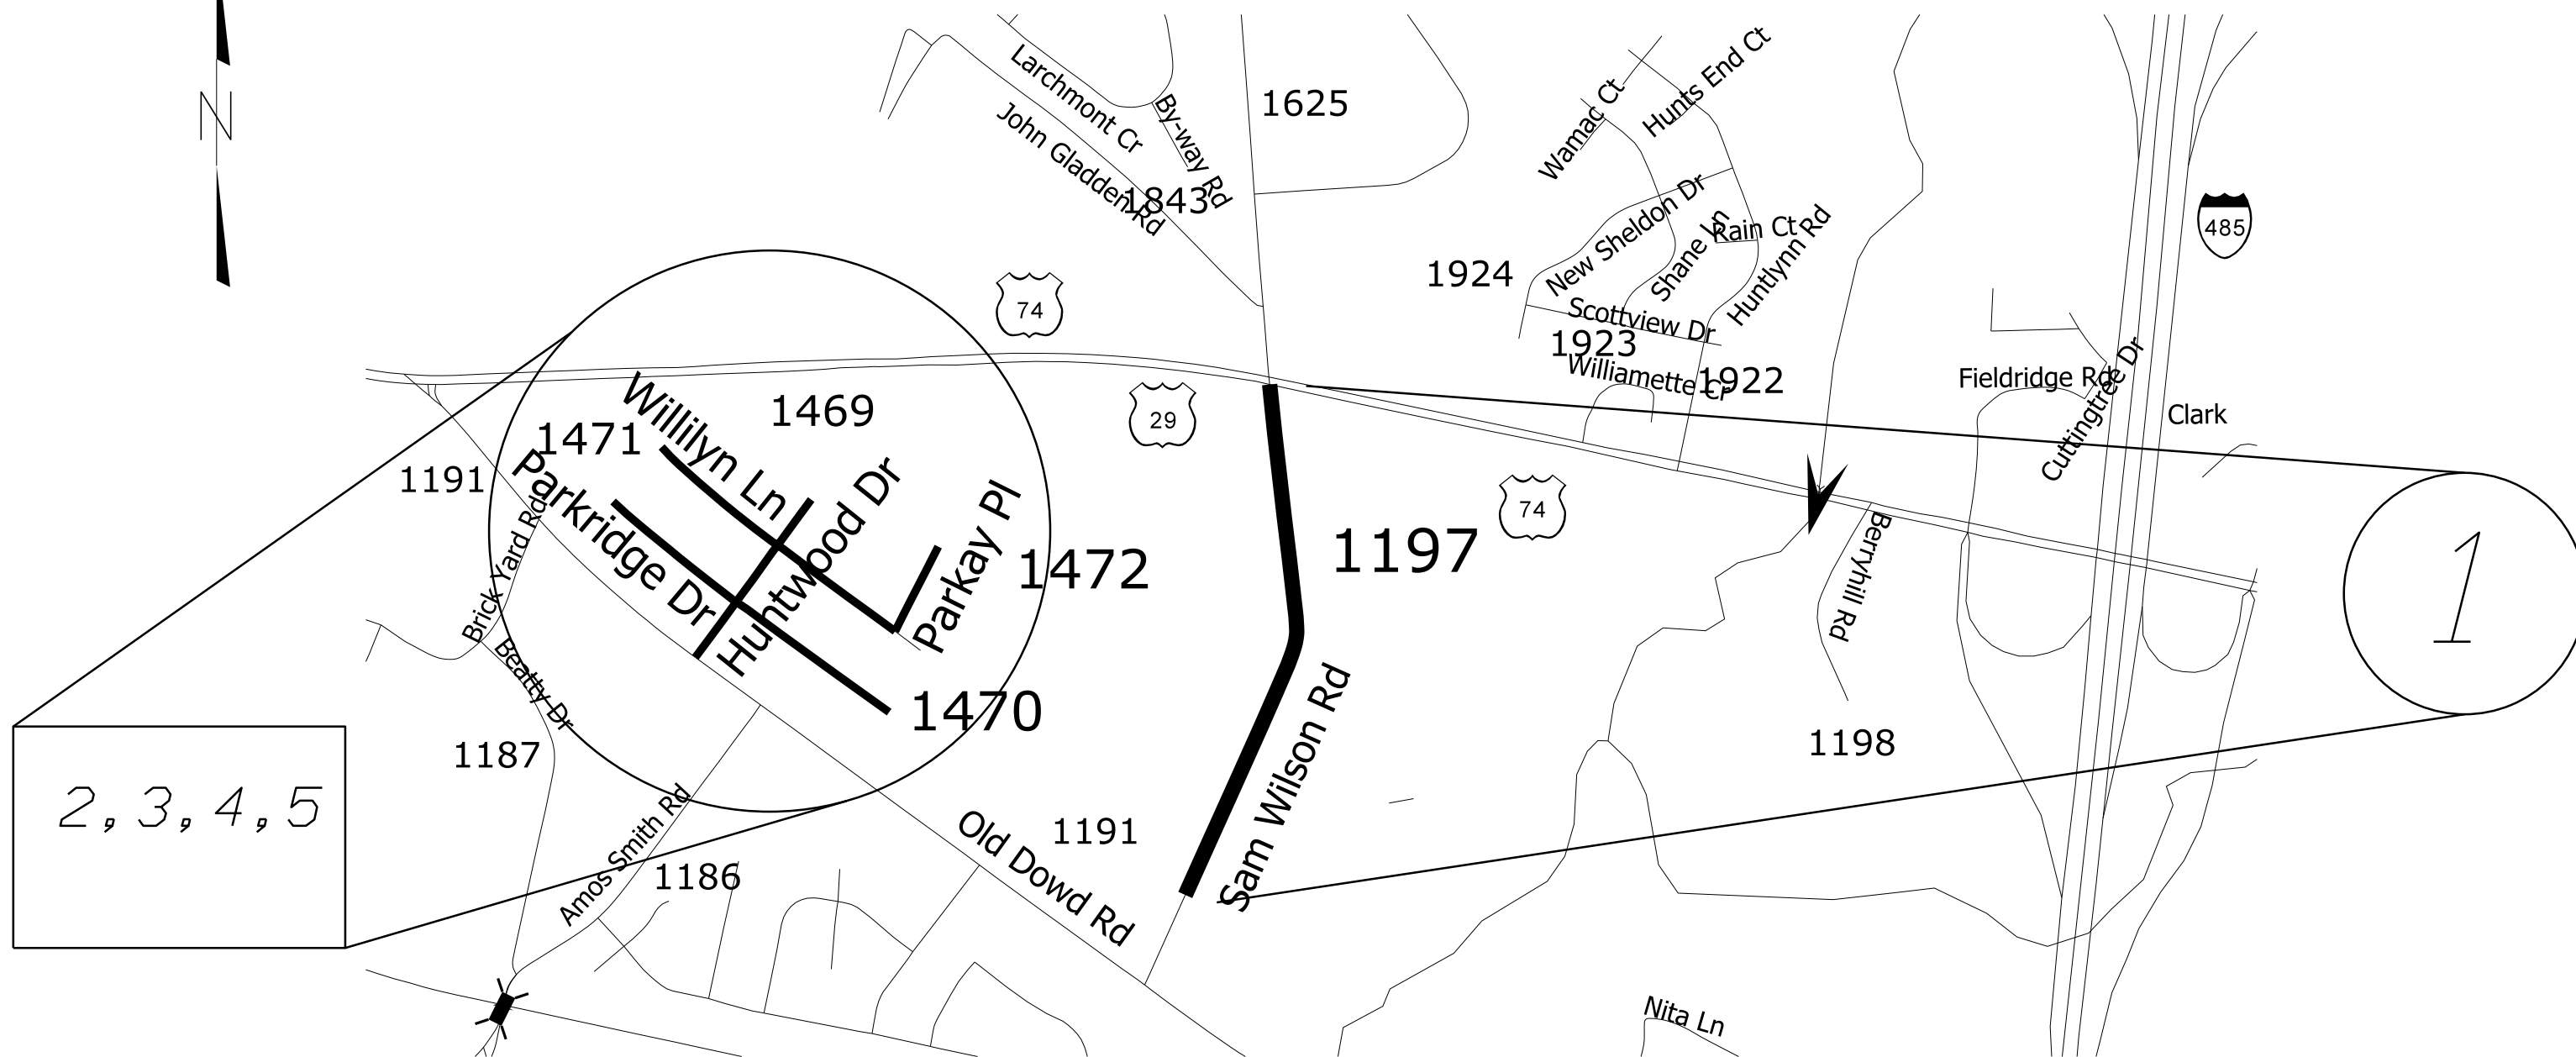 N
Larchmont Cr
By-way Rd
John Gladden Rd
1843
1625
Wamac Ct
Hunts End Ct
New Sheldon Dr
Shane Ln
Rain Ct
Huntlynn Rd
485
1924
Scottview Dr
1923
Williamette Cr
1922
74
29
74
Fieldridge Rd
Cuttingtree Dr
Clark
Willilyn Ln
1469
1471
1191
Parkridge Dr
Huntwood Dr
Parkay Pl
1472
1197
1
Brick Yard Rd
Beatty Dr
Berryhill Rd
1470
Sam Wilson Rd
1198
1187
2,3,4,5
Amos Smith Rd
1186
Old Dowd Rd
1191
Nita Ln